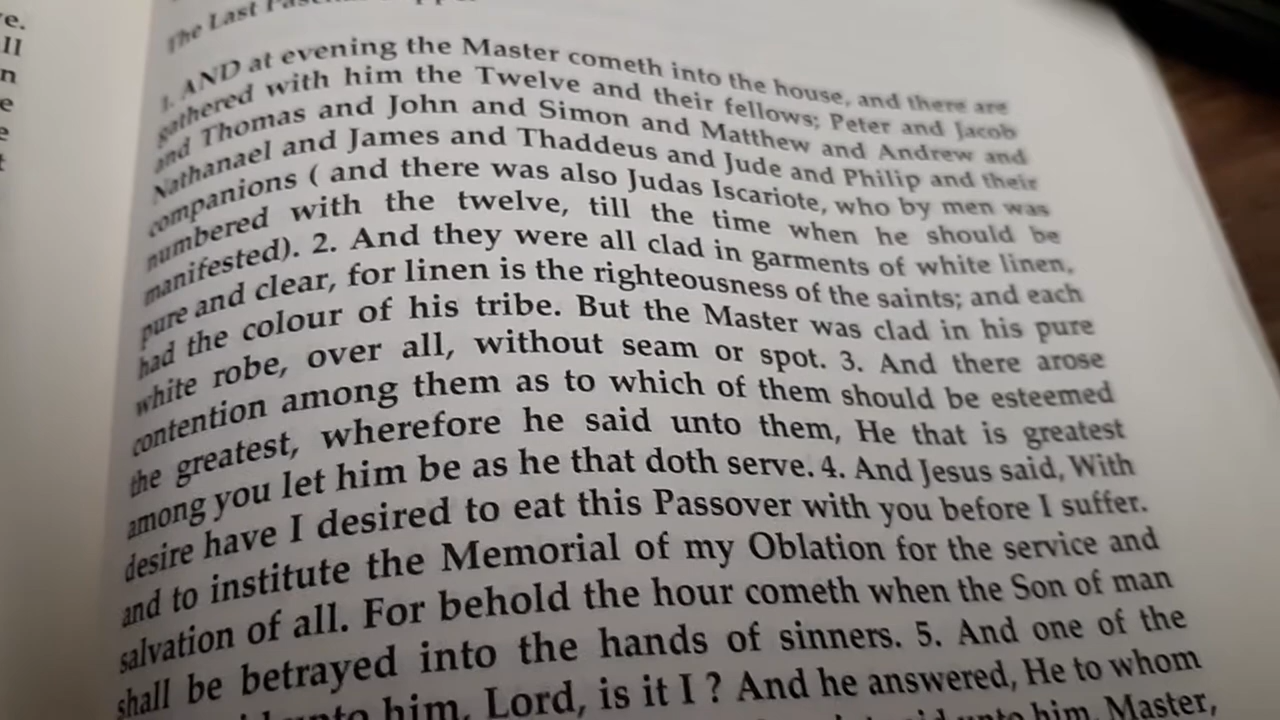 e.
ll
n
e
e
t
The Last
1. AND at evening the Master cometh into the house, and there are
gathered with him the Twelve and their fellows; Peter and Jacob
and Thomas and John and Simon and Matthew and Andrew and
Nathanael and James and Thaddeus and Jude and Philip and their
companions ( and there was also Judas Iscariote, who by men was
numbered with the twelve, till the time when he should be
manifested). 2. And they were all clad in garments of white linen,
pure and clear, for linen is the righteousness of the saints; and each
had the colour of his tribe. But the Master was clad in his pure
white robe, over all, without seam or spot. 3. And there arose
contention among them as to which of them should be esteemed
the greatest, wherefore he said unto them, He that is greatest
among you let him be as he that doth serve. 4. And Jesus said, With
desire have I desired to eat this Passover with you before I suffer.
and to institute the Memorial of my Oblation for the service and
salvation of all. For behold the hour cometh when the Son of man
shall be betrayed into the hands of sinners. 5. And one of the
unto him, Lord, is it I ? And he answered, He to whom
unto him, Master,